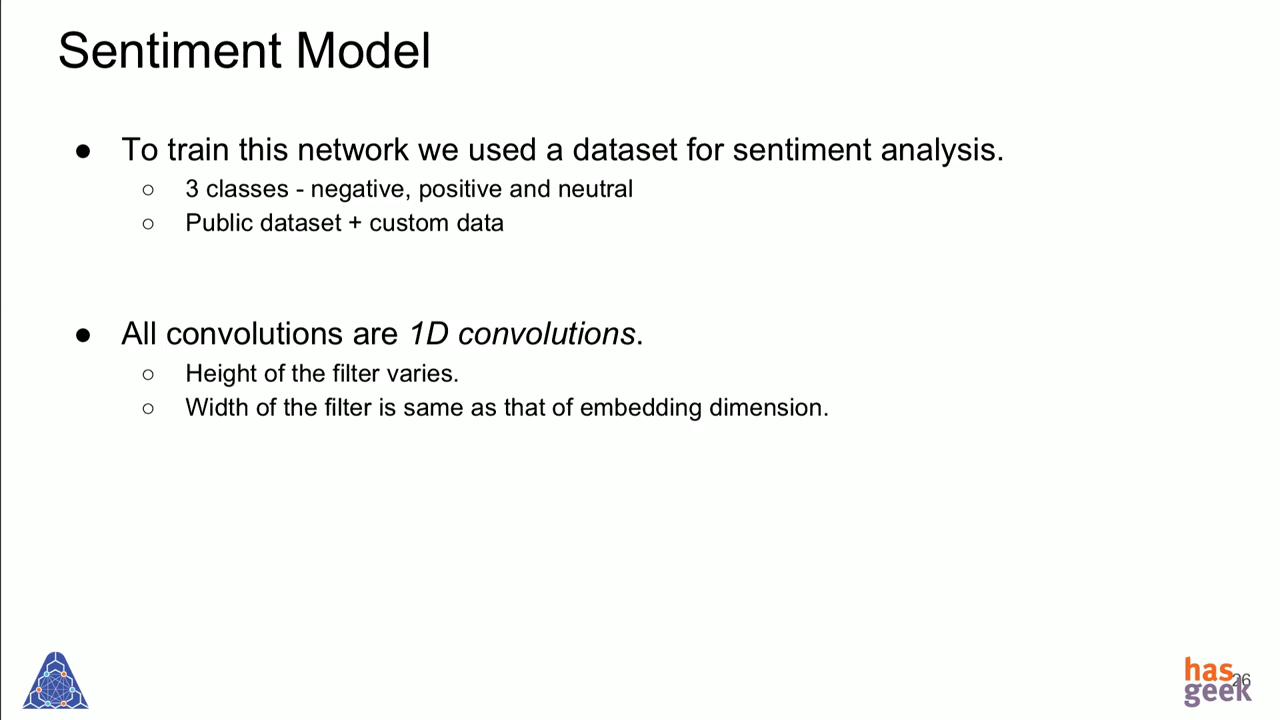 Sentiment Model
● To train this network we used a dataset for sentiment analysis.
○ 3 classes - negative, positive and neutral
○ Public dataset + custom data
● All convolutions are 1D convolutions.
○ Height of the filter varies.
○ Width of the filter is same as that of embedding dimension.
has
geek
26